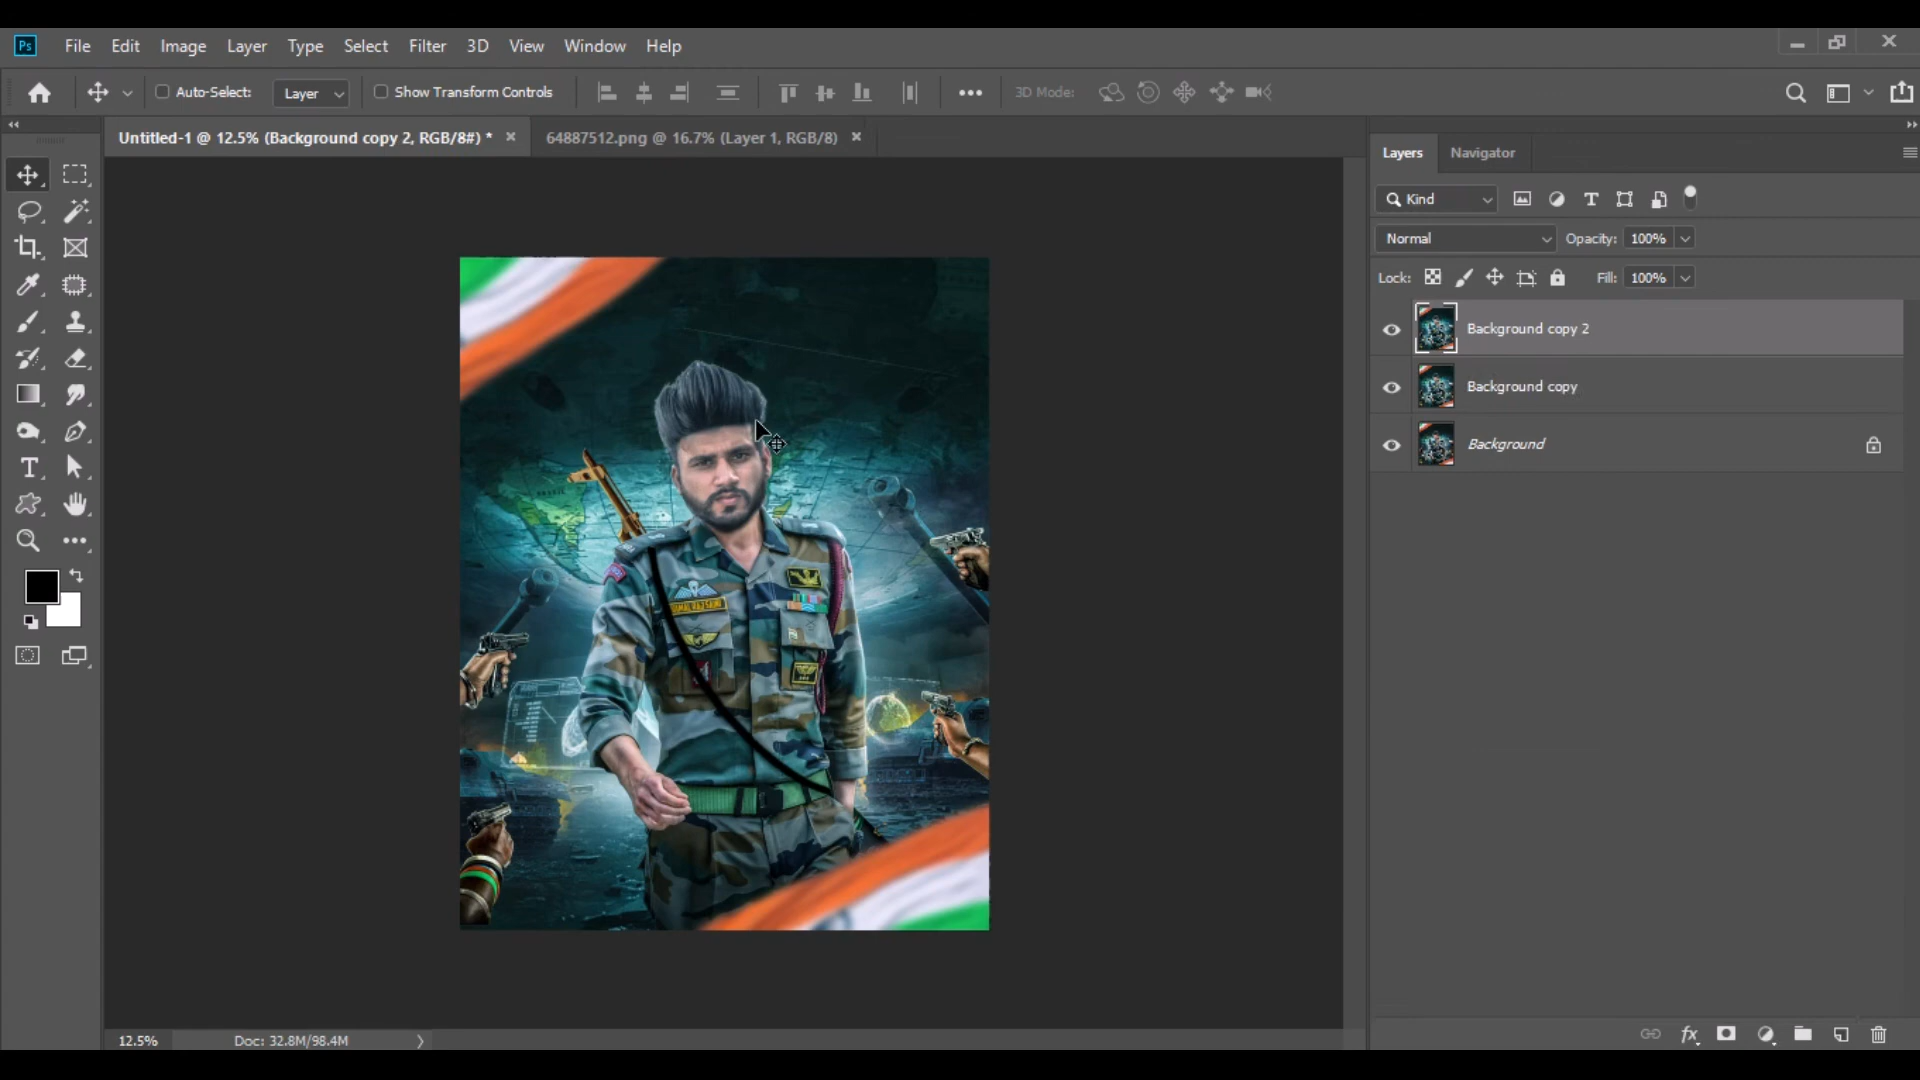 Ps File Edit Image Layer Type Select Filter 3D View Window Help
Auto-Select: Layer Show Transform Controls 3D Mode:
Untitled-1 @ 12.5% (Background copy 2, RGB/8#) * 64887512.png @ 16.7% (Layer 1, RGB/8)
Layers Navigator
Kind
Normal Opacity: 100%
Lock: Fill: 100%
Background copy 2
Background copy
Background
12.5% Doc: 32.8M/98.4M